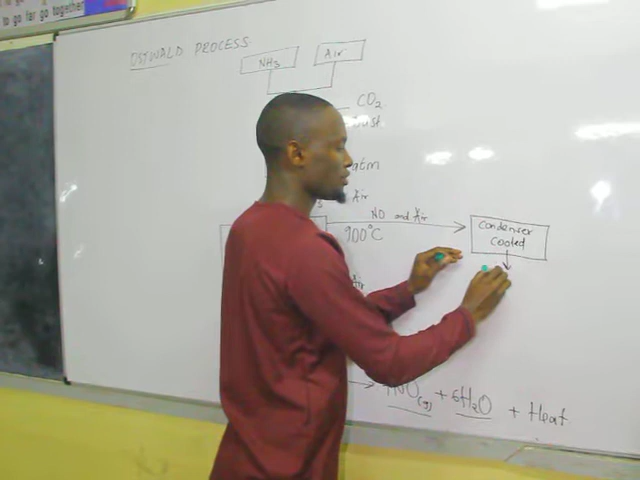 to go far go together
OSTWALD PROCESS
NH3
Air
CO2
atm
Air
NO and Air
900°C
Condenser
cooled
Air
NO(g) + 6H2O + Heat